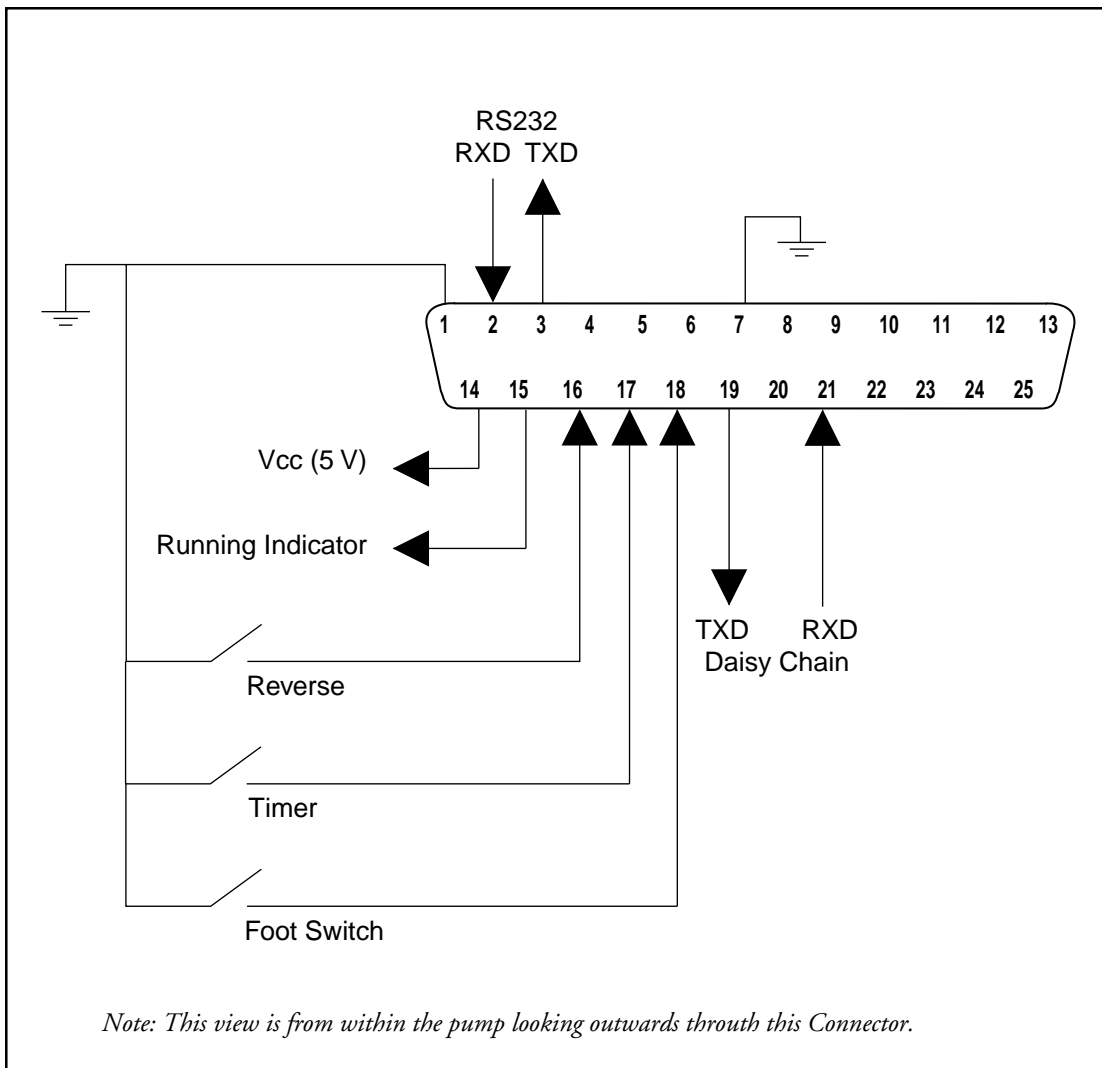 RS232
RXD TXD
1 2 3 4 5 6 7 8 9 10 11 12 13
14 15 16 17 18 19 20 21 22 23 24 25
Vcc (5 V)
Running Indicator
TXD RXD
Daisy Chain
Reverse
Timer
Foot Switch
Note: This view is from within the pump looking outwards throuth this Connector.